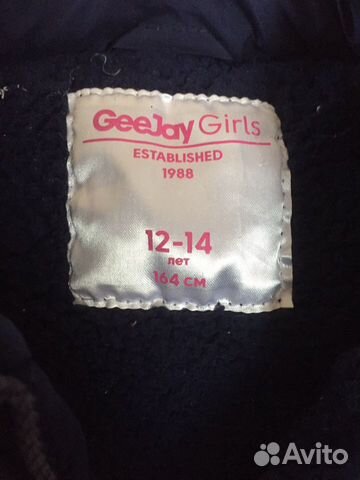 GeeJay Girls
ESTABLISHED
1988
12-14
лет
164 см
Avito